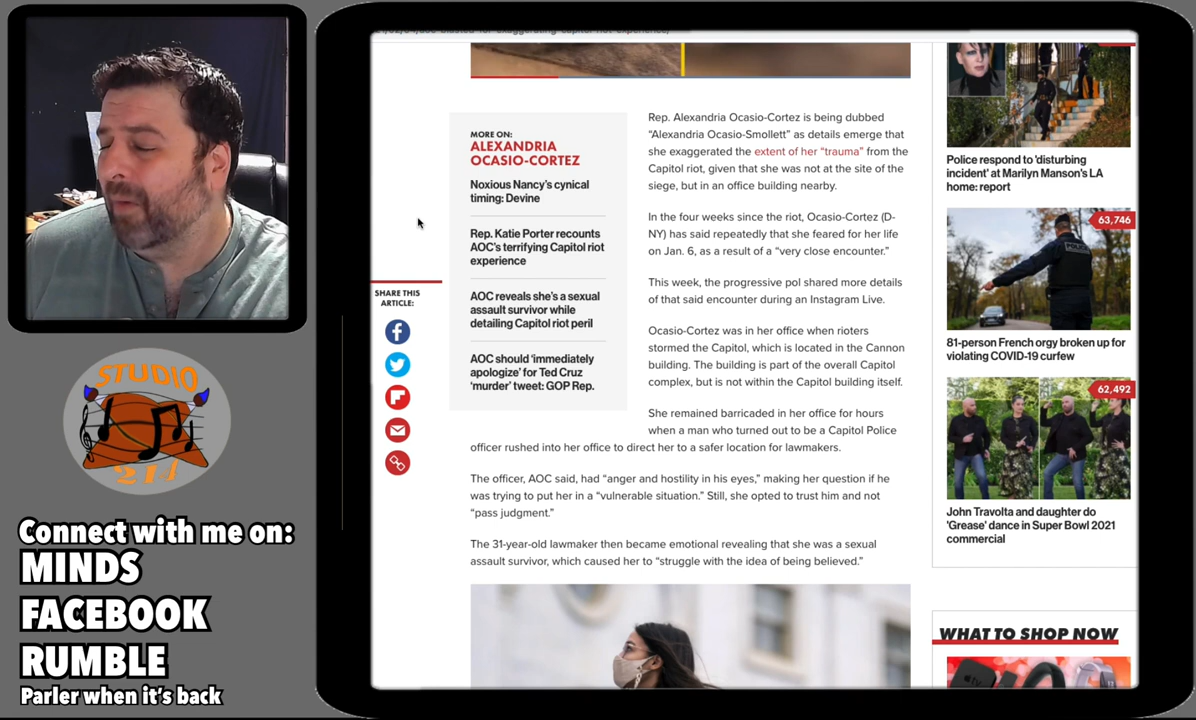 STUDIO
214
Connect with me on:
MINDS
FACEBOOK
RUMBLE
Parler when it's back
MORE ON:
ALEXANDRIA
OCASIO-CORTEZ
Noxious Nancy's cynical
timing: Devine
Rep. Katie Porter recounts
AOC's terrifying Capitol riot
experience
AOC reveals she's a sexual
assault survivor while
detailing Capitol riot peril
AOC should 'immediately
apologize' for Ted Cruz
'murder' tweet: GOP Rep.
SHARE THIS
ARTICLE:
Rep. Alexandria Ocasio-Cortez is being dubbed
“Alexandria Ocasio-Smollett” as details emerge that
she exaggerated the extent of her “trauma” from the
Capitol riot, given that she was not at the site of the
siege, but in an office building nearby.
In the four weeks since the riot, Ocasio-Cortez (D-
NY) has said repeatedly that she feared for her life
on Jan. 6, as a result of a “very close encounter.”
This week, the progressive pol shared more details
of that said encounter during an Instagram Live.
Ocasio-Cortez was in her office when rioters
stormed the Capitol, which is located in the Cannon
building. The building is part of the overall Capitol
complex, but is not within the Capitol building itself.
She remained barricaded in her office for hours
when a man who turned out to be a Capitol Police
officer rushed into her office to direct her to a safer location for lawmakers.
The officer, AOC said, had “anger and hostility in his eyes,” making her question if he
was trying to put her in a “vulnerable situation.” Still, she opted to trust him and not
“pass judgment.”
The 31-year-old lawmaker then became emotional revealing that she was a sexual
assault survivor, which caused her to “struggle with the idea of being believed.”
Police respond to 'disturbing
incident' at Marilyn Manson's LA
home: report
63,746
POLICE
81-person French orgy broken up for
violating COVID-19 curfew
62,492
John Travolta and daughter do
'Grease' dance in Super Bowl 2021
commercial
WHAT TO SHOP NOW